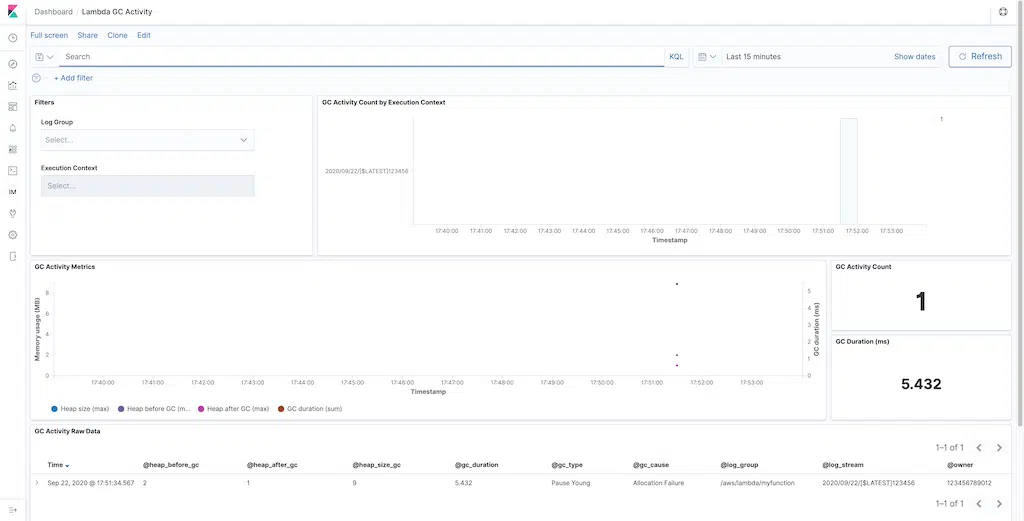 Dashboard / Lambda GC Activity
Full screen Share Clone Edit
Search KQL Last 15 minutes Show dates Refresh
+ Add filter
Filters
Log Group
Select...
Execution Context
Select...
GC Activity Count by Execution Context
1
2020/09/22/[$LATEST]123456
17:40:00 17:41:00 17:42:00 17:43:00 17:44:00 17:45:00 17:46:00 17:47:00 17:48:00 17:49:00 17:50:00 17:51:00 17:52:00 17:53:00
Timestamp
IM
GC Activity Metrics
Memory usage (MB)
8
6
4
2
0
5
4
3
2
1
0
GC duration (ms)
17:40:00 17:41:00 17:42:00 17:43:00 17:44:00 17:45:00 17:46:00 17:47:00 17:48:00 17:49:00 17:50:00 17:51:00 17:52:00 17:53:00
Timestamp
Heap size (max) Heap before GC (m... Heap after GC (max) GC duration (sum)
GC Activity Count
1
GC Duration (ms)
5.432
GC Activity Raw Data
1–1 of 1
Time @heap_before_gc @heap_after_gc @heap_size_gc @gc_duration @gc_type @gc_cause @log_group @log_stream @owner
Sep 22, 2020 @ 17:51:34.567 2 1 9 5.432 Pause Young Allocation Failure /aws/lambda/myfunction 2020/09/22/[$LATEST]123456 123456789012
1–1 of 1